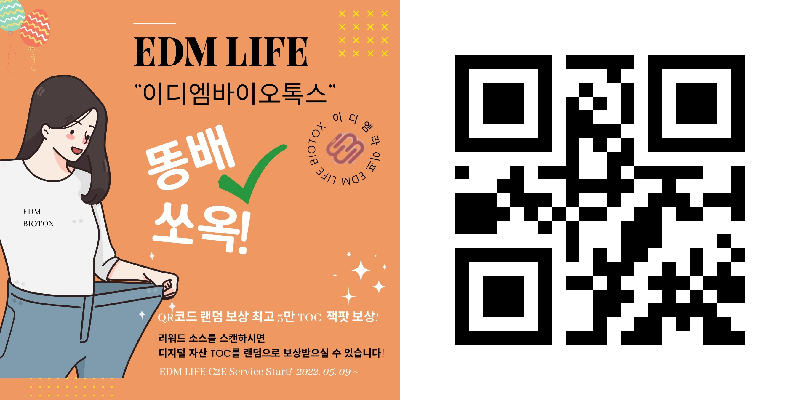 EDM LIFE
"이디엠바이오톡스"
똥배
쏘옥!
이디엠라이프 EDM LIFE BIOTOX
EDM
BIOTOX
QR코드 랜덤 보상 최고 5만 TOC 잭팟 보상!
리워드 소스를 스캔하시면
디지털 자산 TOC를 랜덤으로 보상받으실 수 있습니다!
EDM LIFE C2E Service Start! 2022. 05. 09 ~